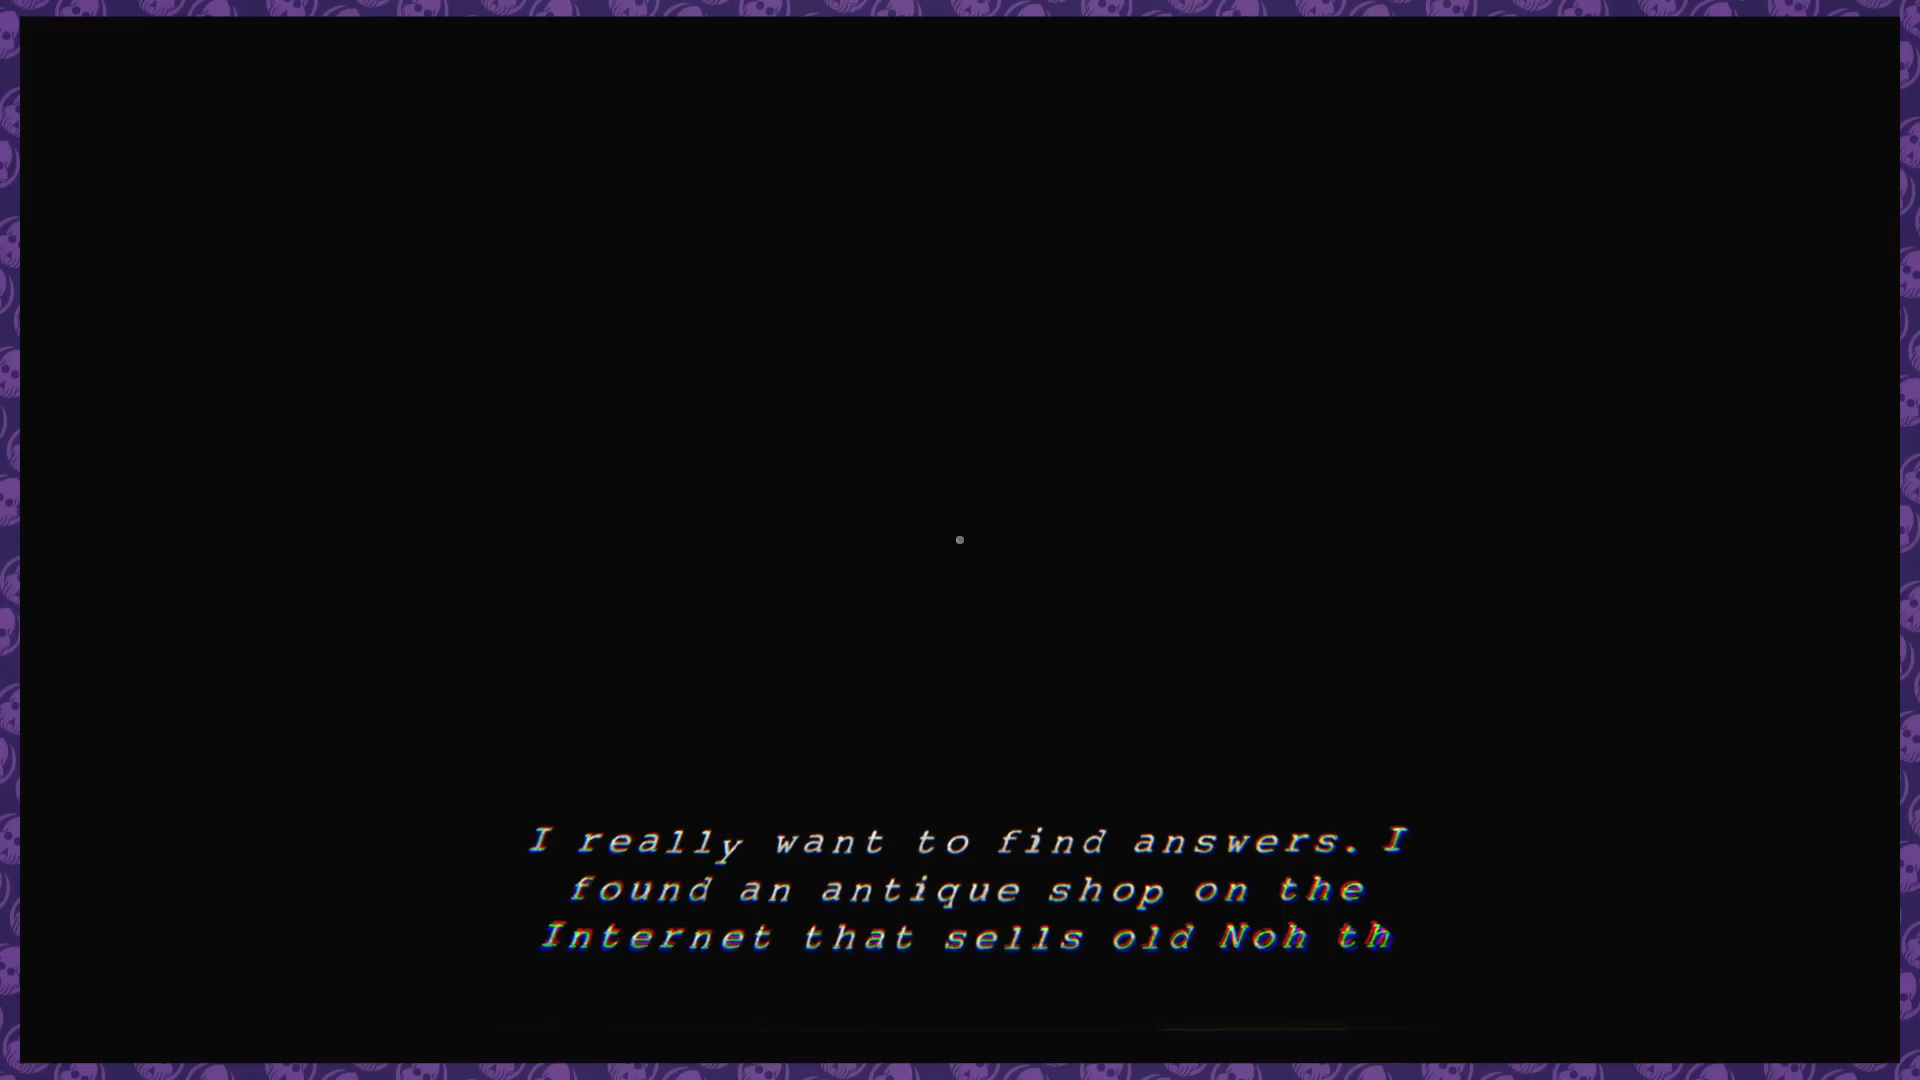 I really want to find answers. I
found an antique shop on the
Internet that sells old Noh th